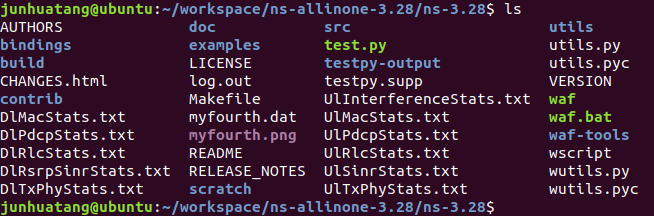 junhuatang@ubuntu:~/workspace/ns-allinone-3.28/ns-3.28$ ls
AUTHORS doc src utils
bindings examples test.py utils.py
build LICENSE testpy-output utils.pyc
CHANGES.html log.out testpy.supp VERSION
contrib Makefile UlInterferenceStats.txt waf
DlMacStats.txt myfourth.dat UlMacStats.txt waf.bat
DlPdcpStats.txt myfourth.png UlPdcpStats.txt waf-tools
DlRlcStats.txt README UlRlcStats.txt wscript
DlRsrpSinrStats.txt RELEASE_NOTES UlSinrStats.txt wutils.py
DlTxPhyStats.txt scratch UlTxPhyStats.txt wutils.pyc
junhuatang@ubuntu:~/workspace/ns-allinone-3.28/ns-3.28$